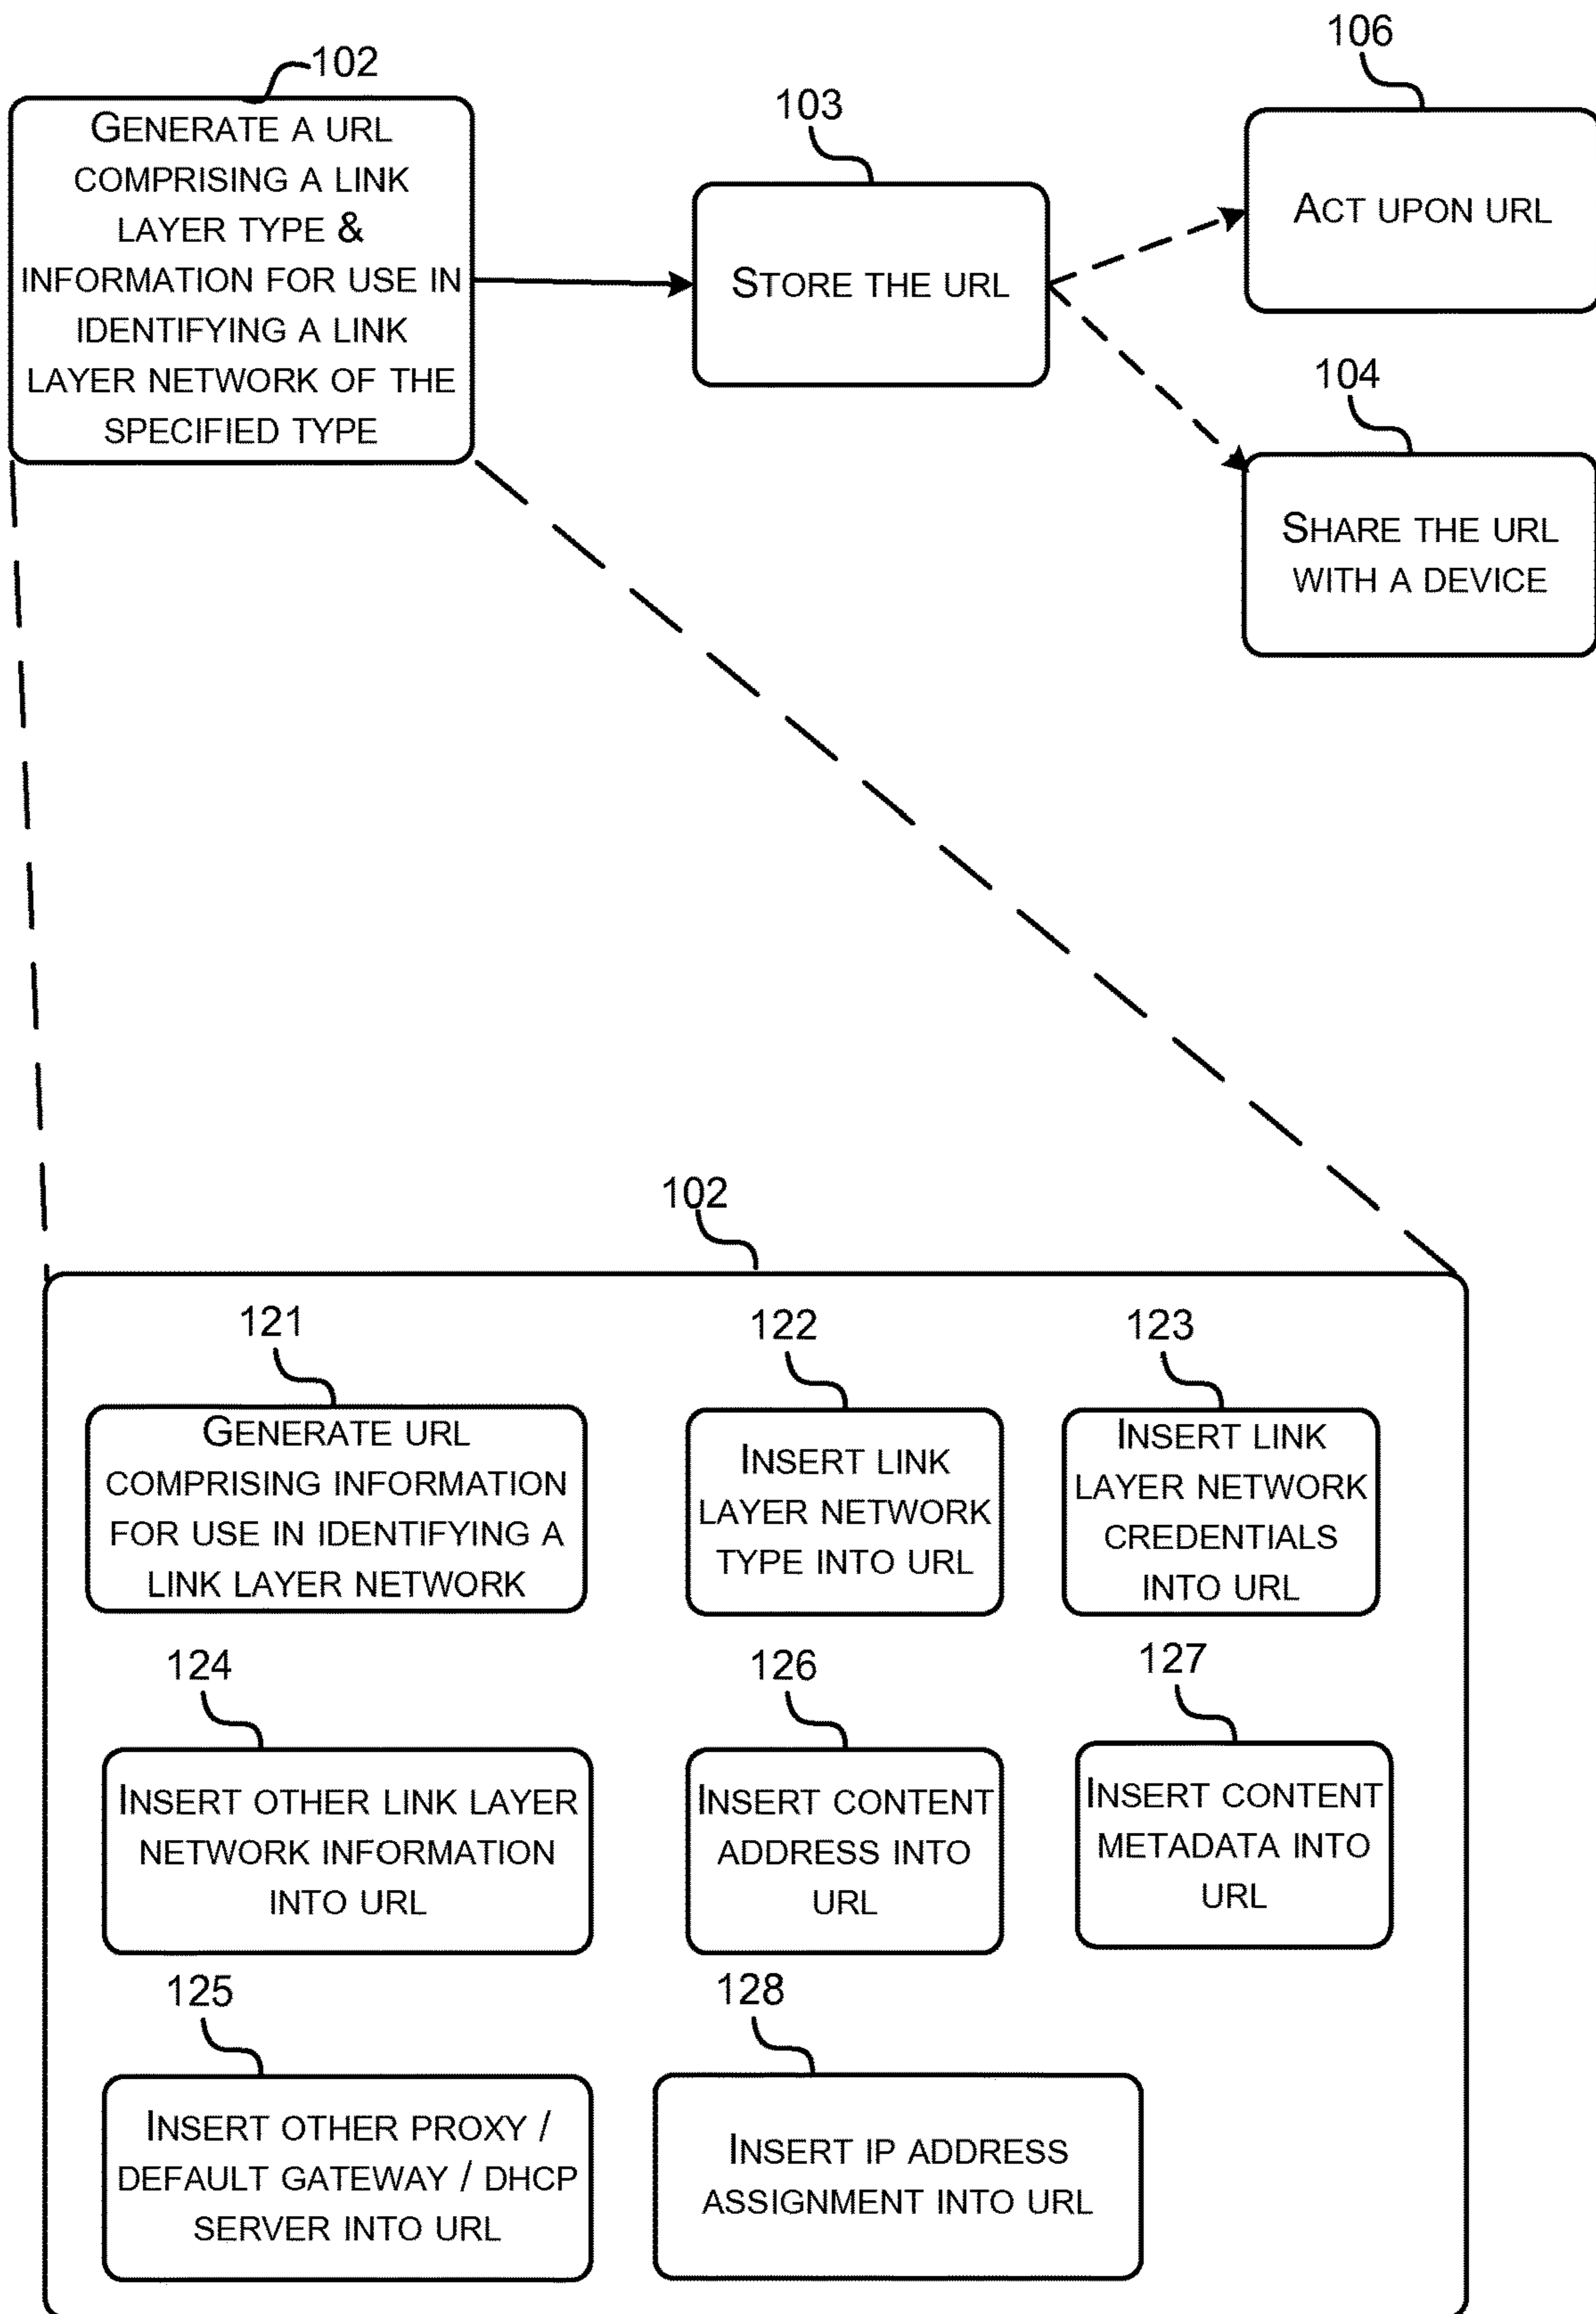 102
GENERATE A URL
COMPRISING A LINK
LAYER TYPE &
INFORMATION FOR USE IN
IDENTIFYING A LINK
LAYER NETWORK OF THE
SPECIFIED TYPE
103
STORE THE URL
106
ACT UPON URL
104
SHARE THE URL
WITH A DEVICE
102
121
GENERATE URL
COMPRISING INFORMATION
FOR USE IN IDENTIFYING A
LINK LAYER NETWORK
122
INSERT LINK
LAYER NETWORK
TYPE INTO URL
123
INSERT LINK
LAYER NETWORK
CREDENTIALS
INTO URL
124
INSERT OTHER LINK LAYER
NETWORK INFORMATION
INTO URL
126
INSERT CONTENT
ADDRESS INTO
URL
127
INSERT CONTENT
METADATA INTO
URL
125
INSERT OTHER PROXY /
DEFAULT GATEWAY / DHCP
SERVER INTO URL
128
INSERT IP ADDRESS
ASSIGNMENT INTO URL